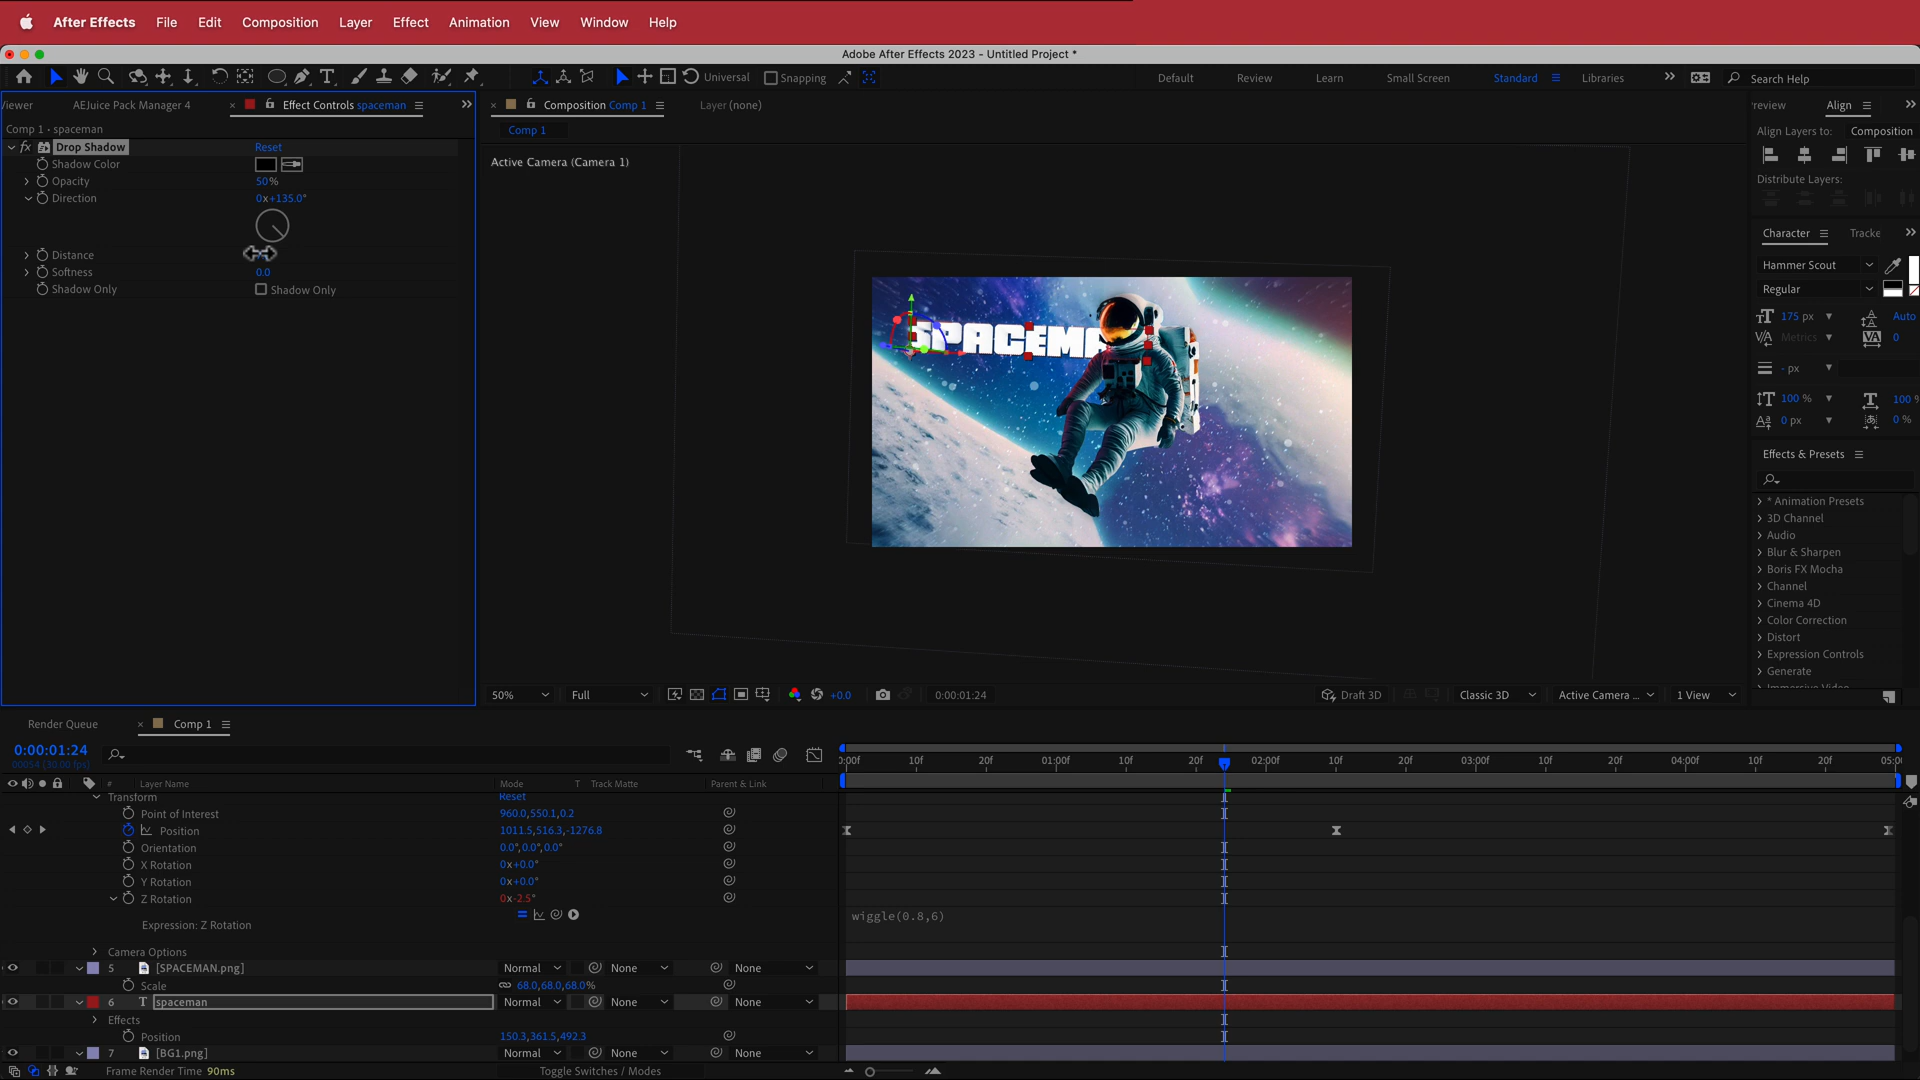 After Effects File Edit Composition Layer Effect Animation View Window Help
Adobe After Effects 2023 - Untitled Project *
Universal Snapping Default Review Learn Small Screen Standard Libraries Search Help
AEJuice Pack Manager 4 Effect Controls spaceman
Composition Comp 1 Layer (none)
Align
Comp 1 • spaceman
Comp 1
Align Layers to: Composition
fx Drop Shadow Reset
Shadow Color
Opacity 50%
Direction 0x+135.0°
Distance
Softness 0.0
Shadow Only Shadow Only
Active Camera (Camera 1)
SPACEMA
Distribute Layers:
Character
Hammer Scout
Regular
175 px Auto
Metrics 0
- px
100 % 100 %
0 px 0 %
Effects & Presets
* Animation Presets
3D Channel
Audio
Blur & Sharpen
Boris FX Mocha
Channel
Cinema 4D
Color Correction
Distort
Expression Controls
Generate
Immersive Video
50% Full +0.0 0:00:01:24 Draft 3D Classic 3D Active Camera ... 1 View
Render Queue Comp 1
0:00:01:24
00054 (30.00 fps)
0:00f 10f 20f 01:00f 10f 20f 02:00f 10f 20f 03:00f 10f 20f 04:00f 10f 20f 05:00
# Layer Name Mode T Track Matte Parent & Link
Transform Reset
Point of Interest 960.0,550.1,0.2
Position 1011.5,516.3,-1276.8
Orientation 0.0°,0.0°,0.0°
X Rotation 0x+0.0°
Y Rotation 0x+0.0°
Z Rotation 0x-2.5°
Expression: Z Rotation wiggle(0.8,6)
Camera Options
5 [SPACEMAN.png] Normal None None
Scale 68.0,68.0,68.0%
6 T spaceman Normal None None
Effects
Position 150.3,361.5,492.3
7 [BG1.png] Normal None None
Frame Render Time 90ms Toggle Switches / Modes